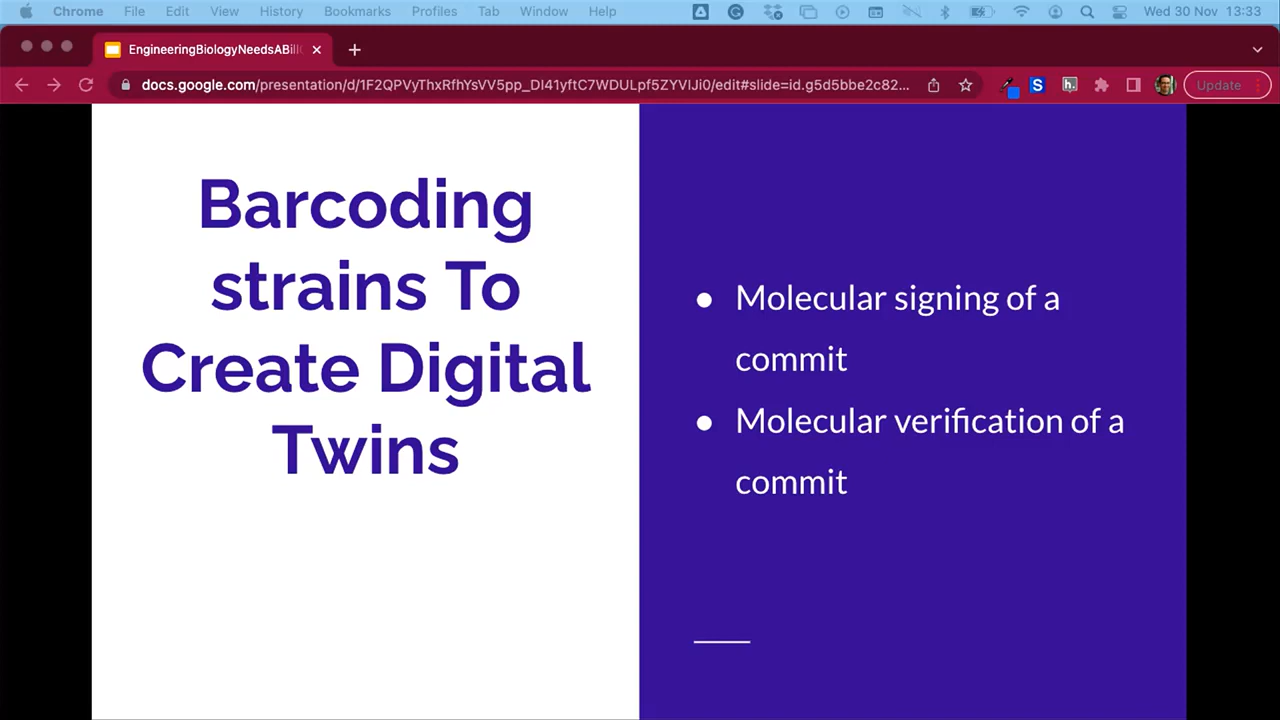 Chrome File Edit View History Bookmarks Profiles Tab Window Help Wed 30 Nov 13:33
EngineeringBiologyNeedsABill
docs.google.com/presentation/d/1F2QPVyThxRfhYsVV5pp_DI41yftC7WDULpf5ZYVlJi0/edit#slide=id.g5d5bbe2c82... S h. Update
Barcoding
strains To
Create Digital
Twins
● Molecular signing of a
commit
● Molecular verification of a
commit